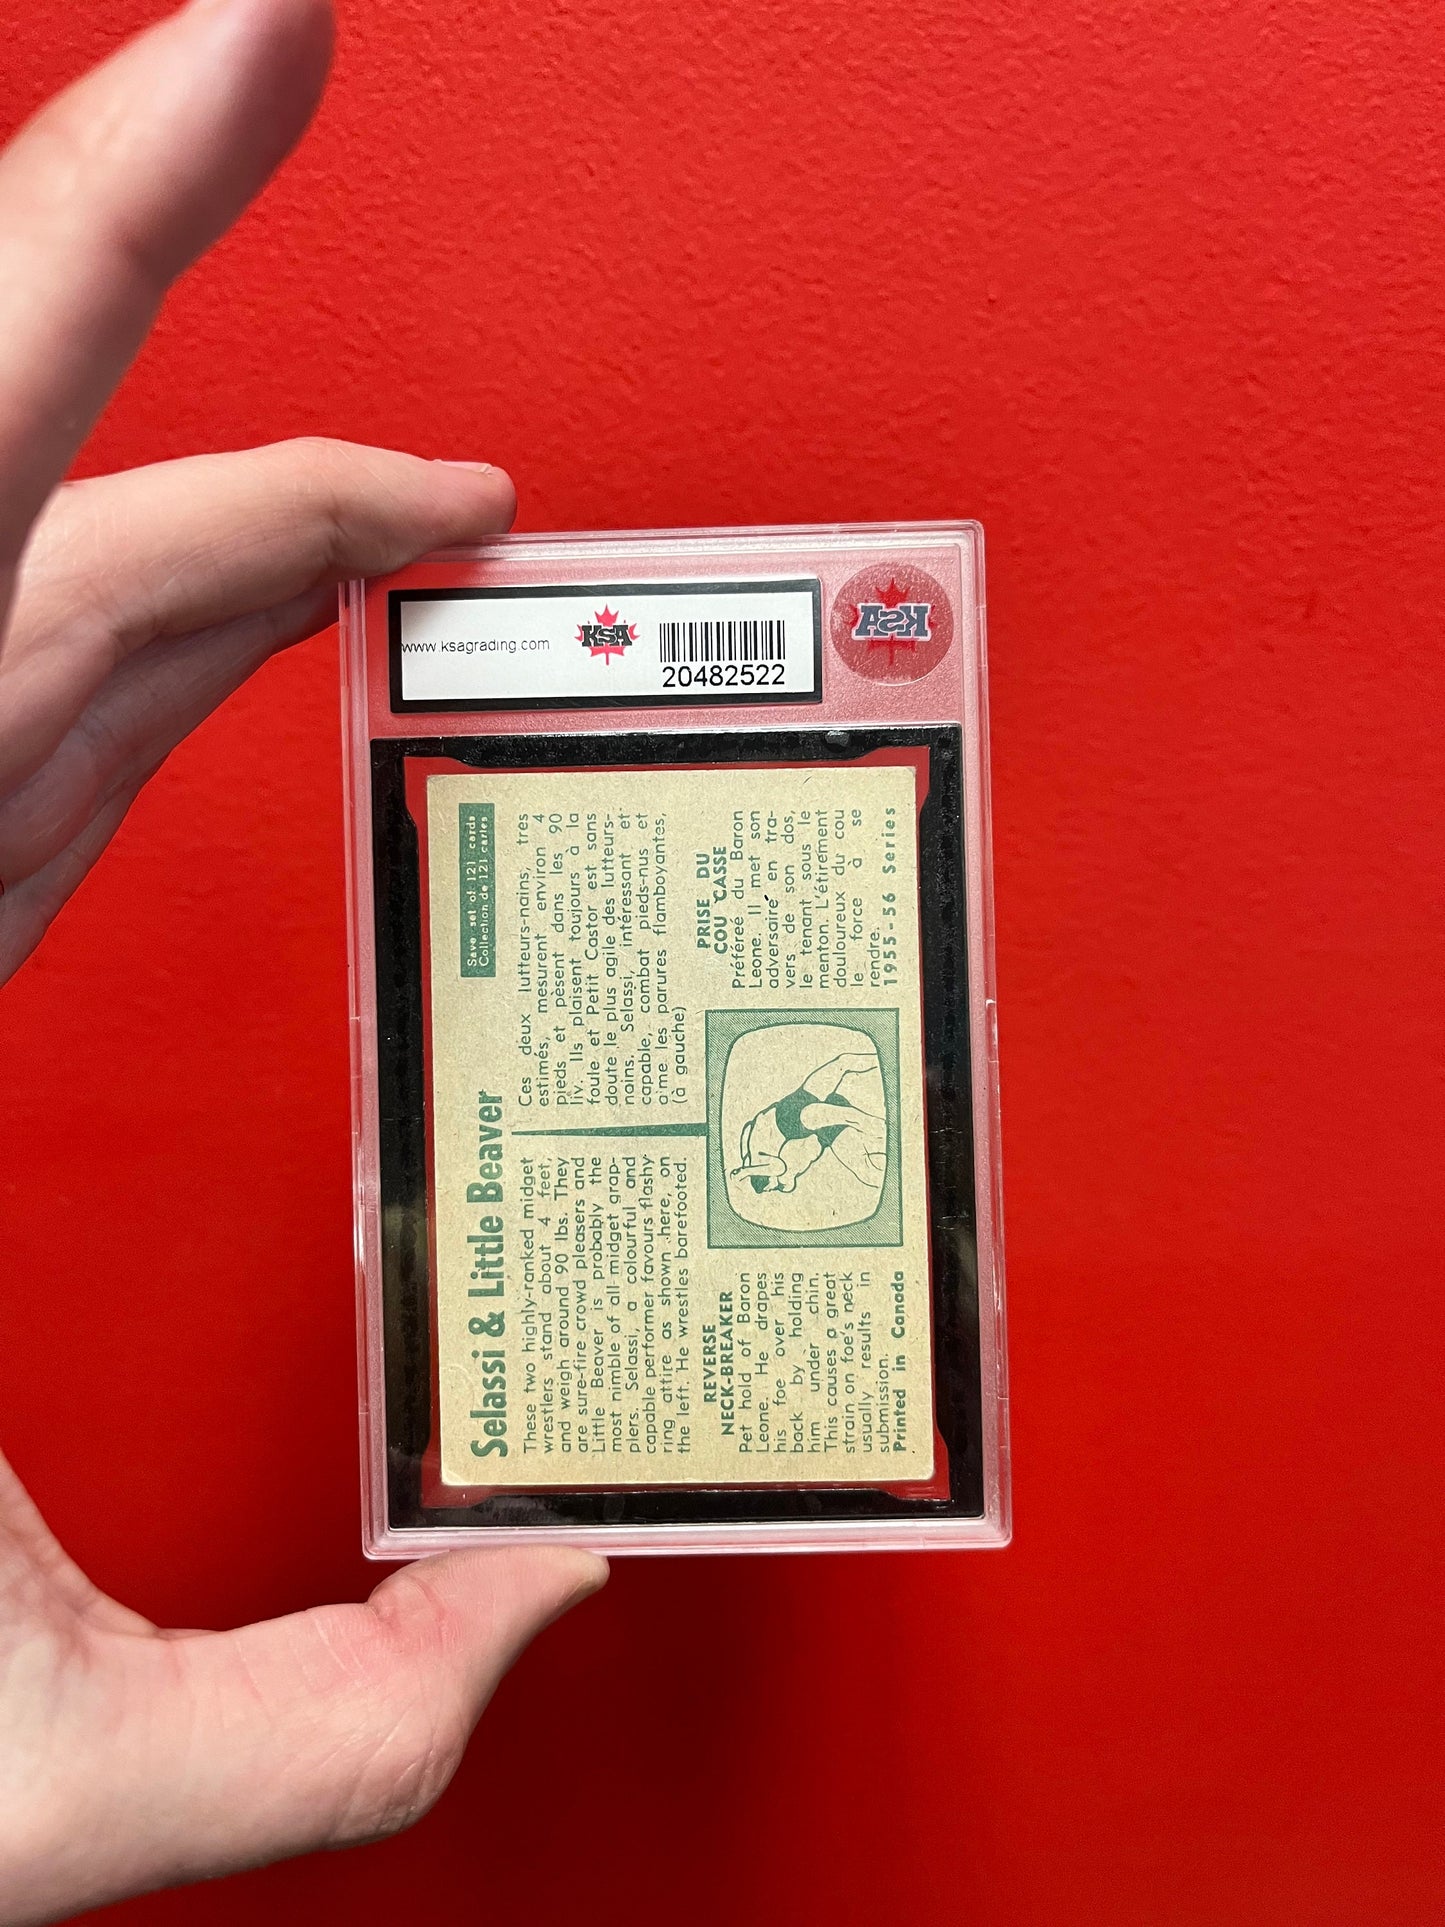 www.ksagrading.com
KSA
20482522
KSA
Save set of 121 cards
Collection de 121 cartes
Selassi & Little Beaver
These two highly-ranked midget
wrestlers stand about 4 feet,
and weigh around 90 lbs. They
are sure-fire crowd pleasers and
Little Beaver is probably the
most nimble of all midget grap-
plers. Selassi, a colourful and
capable performer favours flashy
ring attire as shown here, on
the left. He wrestles barefooted.
Ces deux lutteurs-nains, tres
estimés, mesurent environ 4
pieds et pèsent dans les 90
liv. Ils plaisent toujours à la
foule et Petit Castor est sans
doute le plus agile des lutteurs-
nains. Selassi, intéressant et
capable, combat pieds-nus et
aime les parures flamboyantes,
(à gauche)
REVERSE
NECK-BREAKER
Pet hold of Baron
Leone. He drapes
his foe over his
back by holding
him under chin.
This causes a great
strain on foe's neck
usually results in
submission.
Printed in Canada
PRISE DU
COU CASSE
Préféréé du Baron
Leone. Il met son
adversaire en tra-
vers de son dos,
le tenant sous le
menton. L'étirement
douloureux du cou
le force à se
rendre.
1955-56 Series